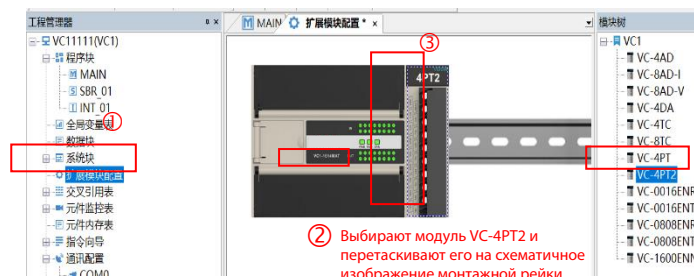 工程管理器
VC11111(VC1)
程序块
MAIN
SBR_01
INT_01
全局变量表
①
数据块
系统块
扩展模块配置
交叉引用表
元件监控表
元件内存表
指令向导
通讯配置
COM0
MAIN
扩展模块配置 *
③
4PT2
② Выбирают модуль VC-4PT2 и
перетаскивают его на схематичное
изображение монтажной рейки
模块树
VC1
VC-4AD
VC-8AD-I
VC-8AD-V
VC-4DA
VC-4TC
VC-8TC
VC-4PT
VC-4PT2
VC-0016ENR
VC-0016ENT
VC-0808ENR
VC-0808ENT
VC-1600ENN